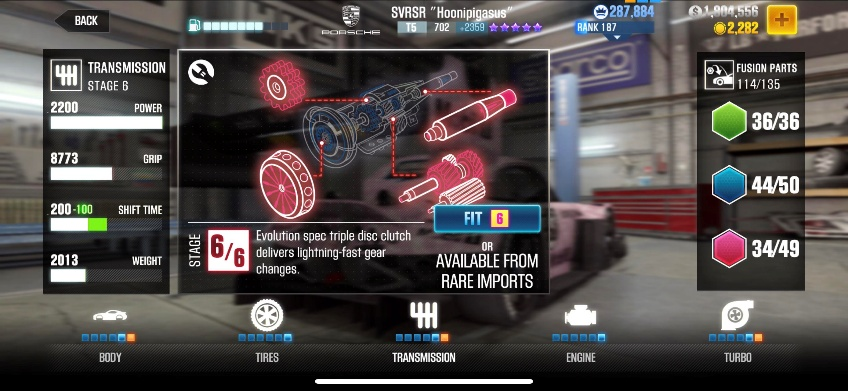 BACK
PORSCHE
SVRSR "Hoonipigasus"
T5 702 +2359
287,884
RANK 187
1,904,556
2,282
TRANSMISSION
STAGE 6
2200 POWER
8773 GRIP
200-100 SHIFT TIME
2013 WEIGHT
FUSION PARTS
114/135
36/36
44/50
34/49
FIT 6
STAGE
6/6
Evolution spec triple disc clutch
delivers lightning-fast gear
changes.
OR
AVAILABLE FROM
RARE IMPORTS
BODY
TIRES
TRANSMISSION
ENGINE
TURBO